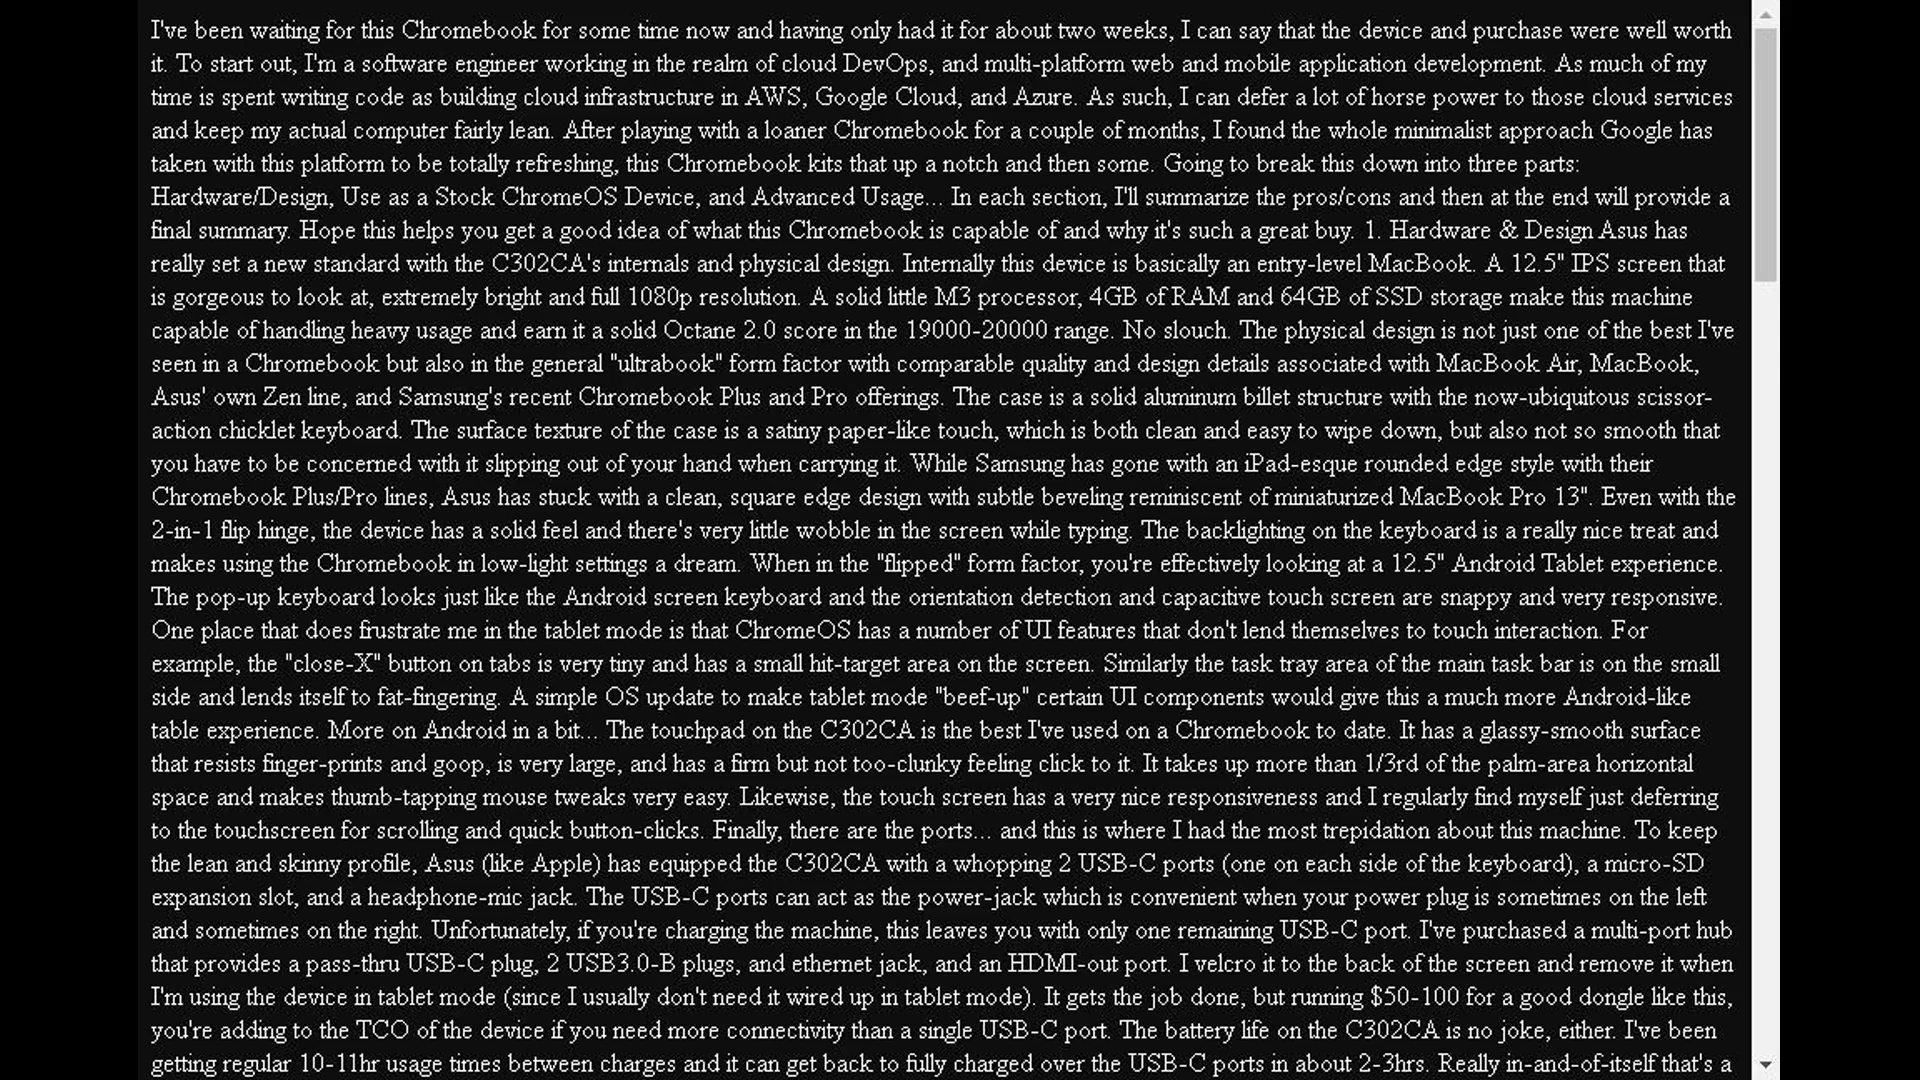 I've been waiting for this Chromebook for some time now and having only had it for about two weeks, I can say that the device and purchase were well worth
it. To start out, I'm a software engineer working in the realm of cloud DevOps, and multi-platform web and mobile application development. As much of my
time is spent writing code as building cloud infrastructure in AWS, Google Cloud, and Azure. As such, I can defer a lot of horse power to those cloud services
and keep my actual computer fairly lean. After playing with a loaner Chromebook for a couple of months, I found the whole minimalist approach Google has
taken with this platform to be totally refreshing, this Chromebook kits that up a notch and then some. Going to break this down into three parts:
Hardware/Design, Use as a Stock ChromeOS Device, and Advanced Usage... In each section, I'll summarize the pros/cons and then at the end will provide a
final summary. Hope this helps you get a good idea of what this Chromebook is capable of and why it's such a great buy. 1. Hardware & Design Asus has
really set a new standard with the C302CA's internals and physical design. Internally this device is basically an entry-level MacBook. A 12.5" IPS screen that
is gorgeous to look at, extremely bright and full 1080p resolution. A solid little M3 processor, 4GB of RAM and 64GB of SSD storage make this machine
capable of handling heavy usage and earn it a solid Octane 2.0 score in the 19000-20000 range. No slouch. The physical design is not just one of the best I've
seen in a Chromebook but also in the general "ultrabook" form factor with comparable quality and design details associated with MacBook Air, MacBook,
Asus' own Zen line, and Samsung's recent Chromebook Plus and Pro offerings. The case is a solid aluminum billet structure with the now-ubiquitous scissor-
action chicklet keyboard. The surface texture of the case is a satiny paper-like touch, which is both clean and easy to wipe down, but also not so smooth that
you have to be concerned with it slipping out of your hand when carrying it. While Samsung has gone with an iPad-esque rounded edge style with their
Chromebook Plus/Pro lines, Asus has stuck with a clean, square edge design with subtle beveling reminiscent of miniaturized MacBook Pro 13". Even with the
2-in-1 flip hinge, the device has a solid feel and there's very little wobble in the screen while typing. The backlighting on the keyboard is a really nice treat and
makes using the Chromebook in low-light settings a dream. When in the "flipped" form factor, you're effectively looking at a 12.5" Android Tablet experience.
The pop-up keyboard looks just like the Android screen keyboard and the orientation detection and capacitive touch screen are snappy and very responsive.
One place that does frustrate me in the tablet mode is that ChromeOS has a number of UI features that don't lend themselves to touch interaction. For
example, the "close-X" button on tabs is very tiny and has a small hit-target area on the screen. Similarly the task tray area of the main task bar is on the small
side and lends itself to fat-fingering. A simple OS update to make tablet mode "beef-up" certain UI components would give this a much more Android-like
table experience. More on Android in a bit... The touchpad on the C302CA is the best I've used on a Chromebook to date. It has a glassy-smooth surface
that resists finger-prints and goop, is very large, and has a firm but not too-clunky feeling click to it. It takes up more than 1/3rd of the palm-area horizontal
space and makes thumb-tapping mouse tweaks very easy. Likewise, the touch screen has a very nice responsiveness and I regularly find myself just deferring
to the touchscreen for scrolling and quick button-clicks. Finally, there are the ports... and this is where I had the most trepidation about this machine. To keep
the lean and skinny profile, Asus (like Apple) has equipped the C302CA with a whopping 2 USB-C ports (one on each side of the keyboard), a micro-SD
expansion slot, and a headphone-mic jack. The USB-C ports can act as the power-jack which is convenient when your power plug is sometimes on the left
and sometimes on the right. Unfortunately, if you're charging the machine, this leaves you with only one remaining USB-C port. I've purchased a multi-port hub
that provides a pass-thru USB-C plug, 2 USB3.0-B plugs, and ethernet jack, and an HDMI-out port. I velcro it to the back of the screen and remove it when
I'm using the device in tablet mode (since I usually don't need it wired up in tablet mode). It gets the job done, but running $50-100 for a good dongle like this,
you're adding to the TCO of the device if you need more connectivity than a single USB-C port. The battery life on the C302CA is no joke, either. I've been
getting regular 10-11hr usage times between charges and it can get back to fully charged over the USB-C ports in about 2-3hrs. Really in-and-of-itself that's a